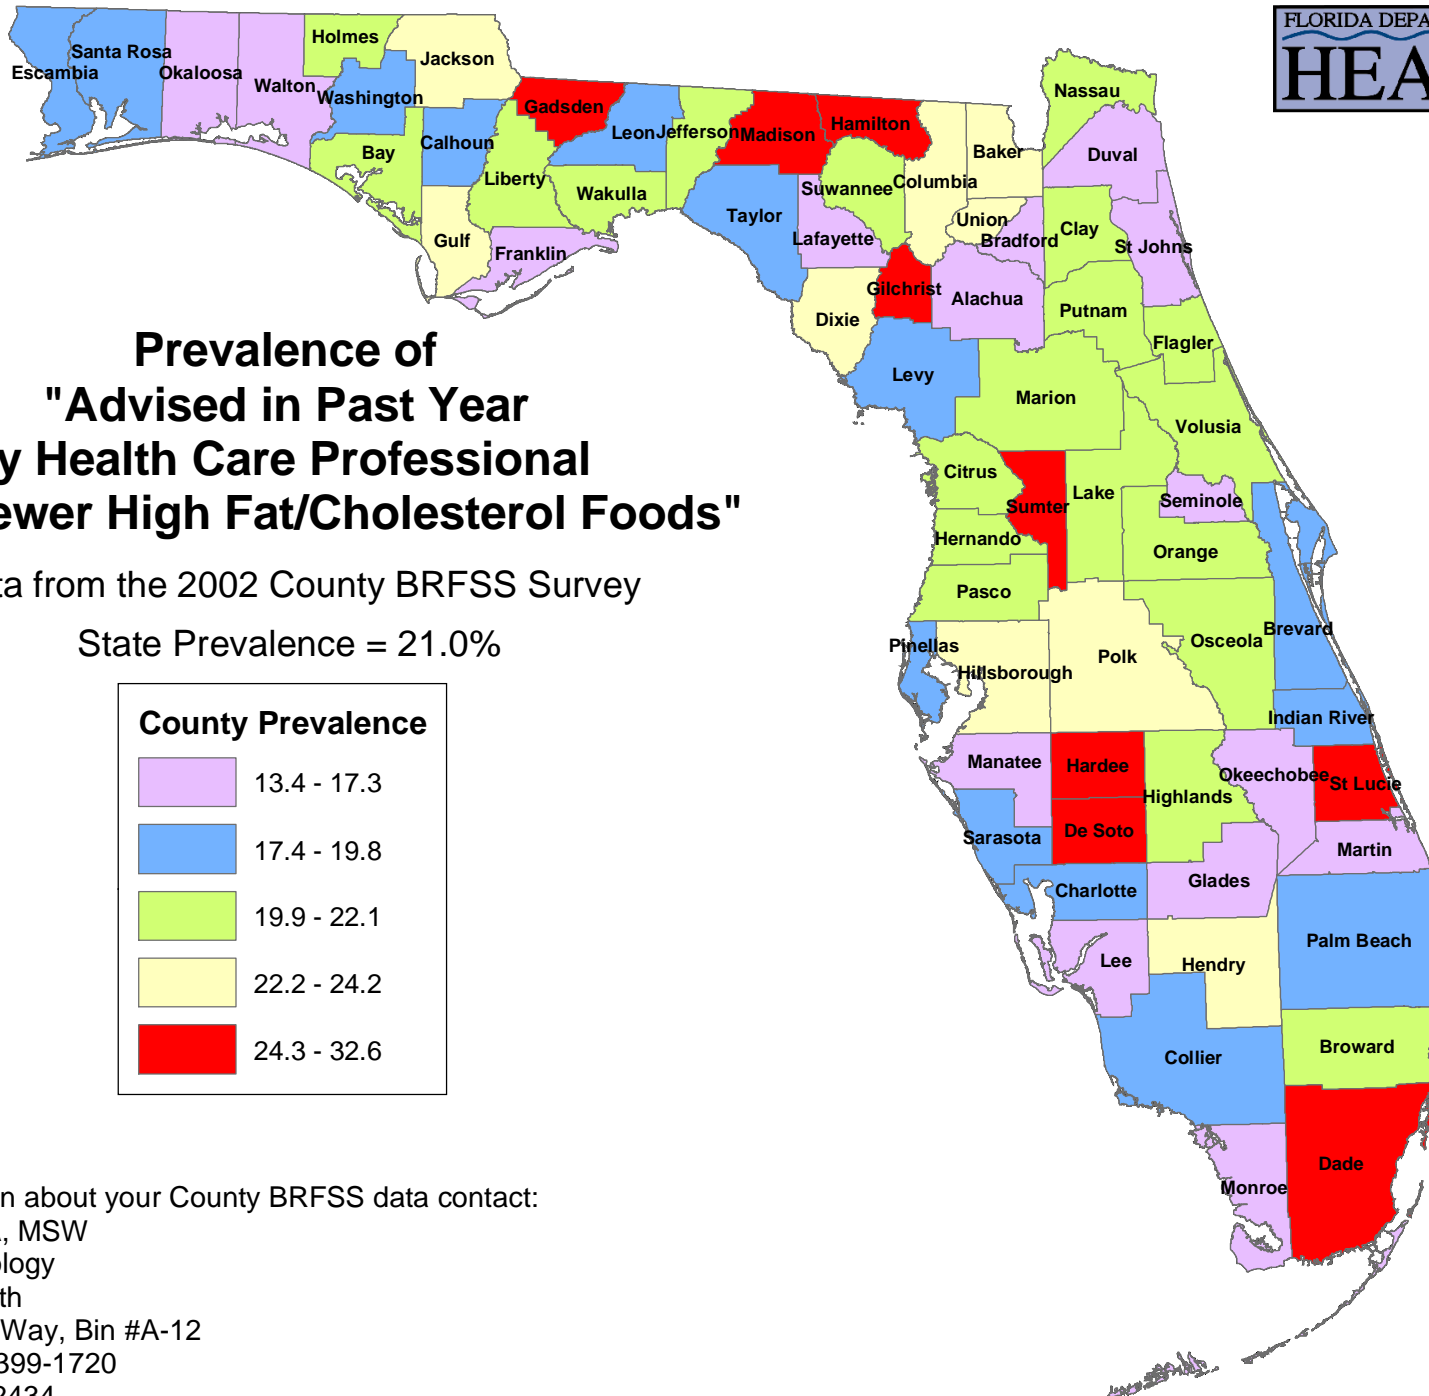 FLORIDA DEPA
HEA
Prevalence of
"Advised in Past Year
y Health Care Professional
ewer High Fat/Cholesterol Foods"
ta from the 2002 County BRFSS Survey
State Prevalence = 21.0%
County Prevalence
13.4 - 17.3
17.4 - 19.8
19.9 - 22.1
22.2 - 24.2
24.3 - 32.6
n about your County BRFSS data contact:
, MSW
ology
th
Way, Bin #A-12
399-1720
2434
Escambia
Santa Rosa
Okaloosa
Walton
Holmes
Washington
Jackson
Bay
Calhoun
Gulf
Liberty
Gadsden
Franklin
Leon
Wakulla
Jefferson
Madison
Taylor
Hamilton
Suwannee
Lafayette
Dixie
Columbia
Gilchrist
Levy
Baker
Union
Bradford
Alachua
Nassau
Duval
Clay
St Johns
Putnam
Flagler
Marion
Volusia
Citrus
Sumter
Lake
Seminole
Hernando
Orange
Pasco
Pinellas
Hillsborough
Polk
Osceola
Brevard
Indian River
Manatee
Hardee
Highlands
Okeechobee
St Lucie
Sarasota
De Soto
Martin
Charlotte
Glades
Lee
Hendry
Palm Beach
Collier
Broward
Monroe
Dade